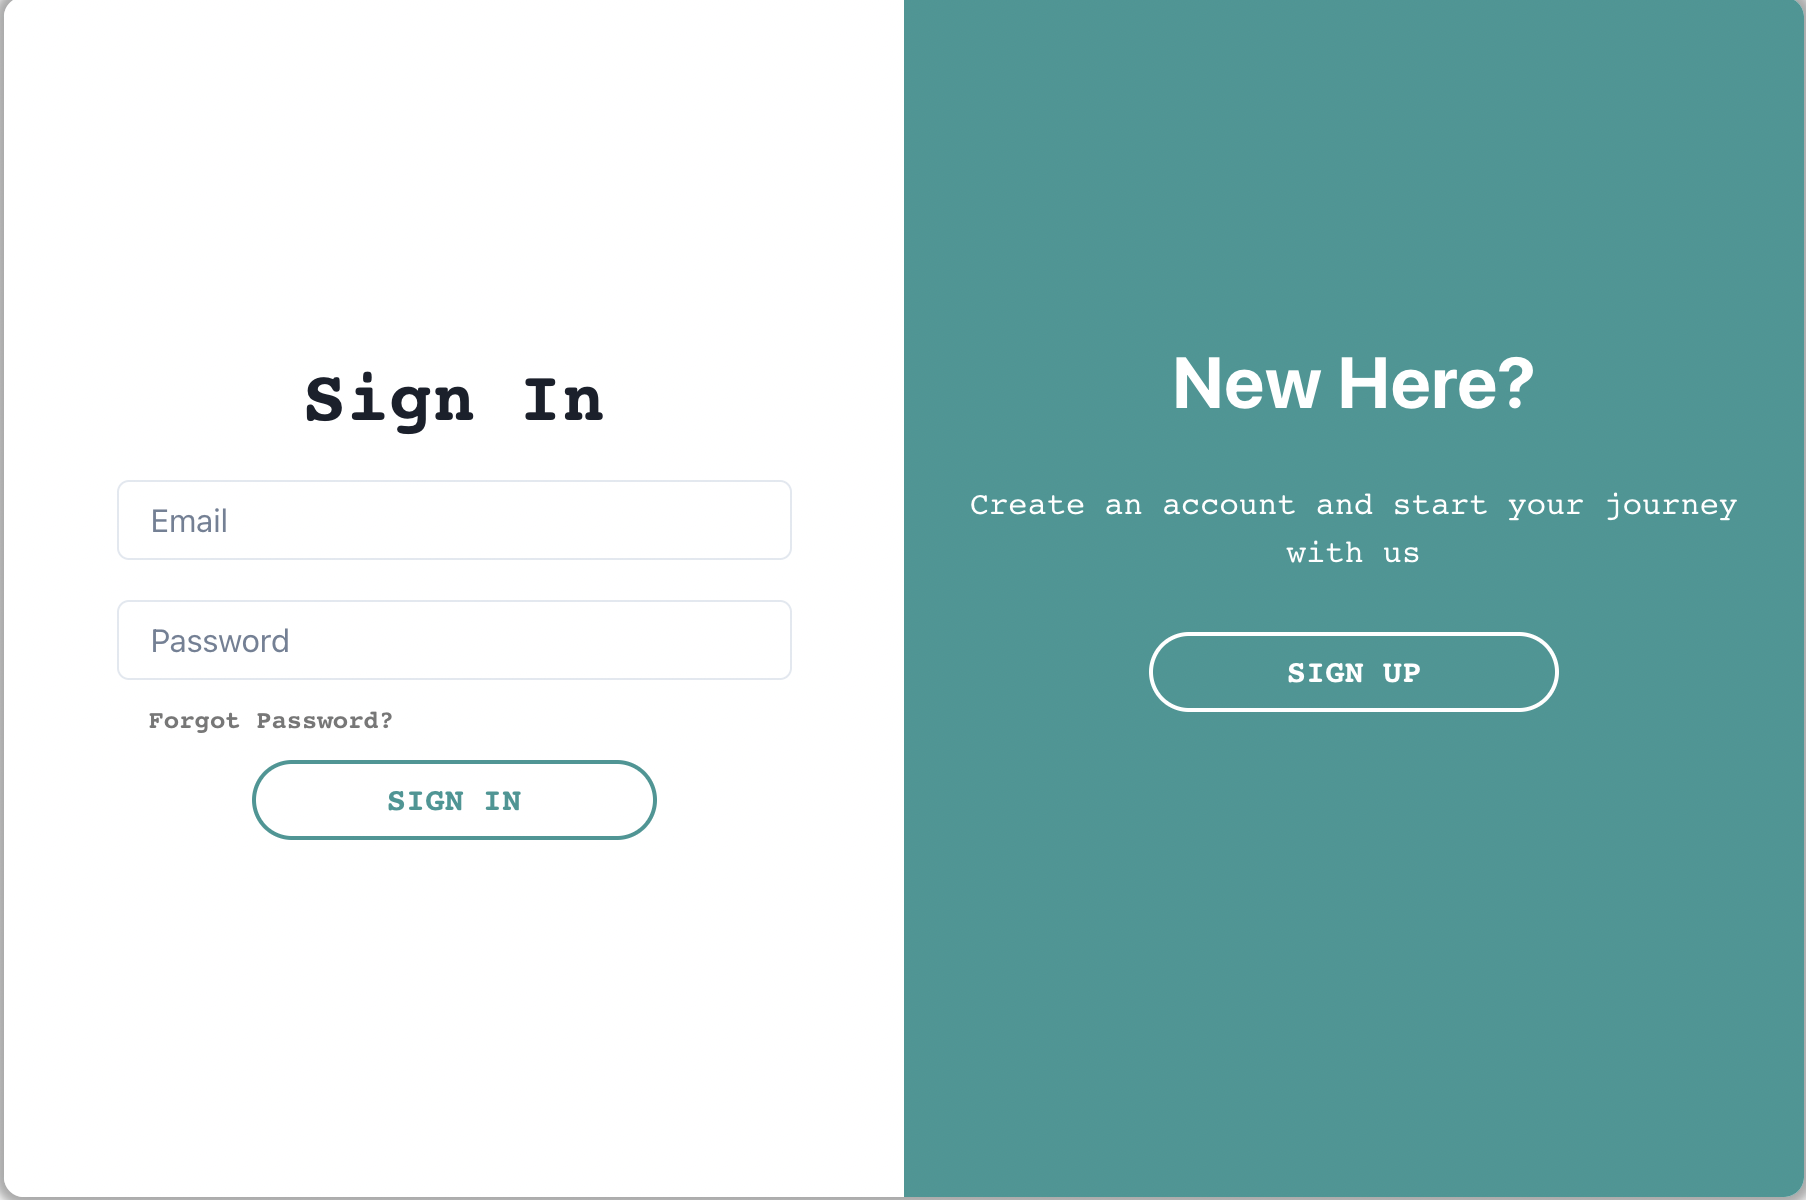 Sign In
Email
Password
Forgot Password?
SIGN IN
New Here?
Create an account and start your journey
with us
SIGN UP